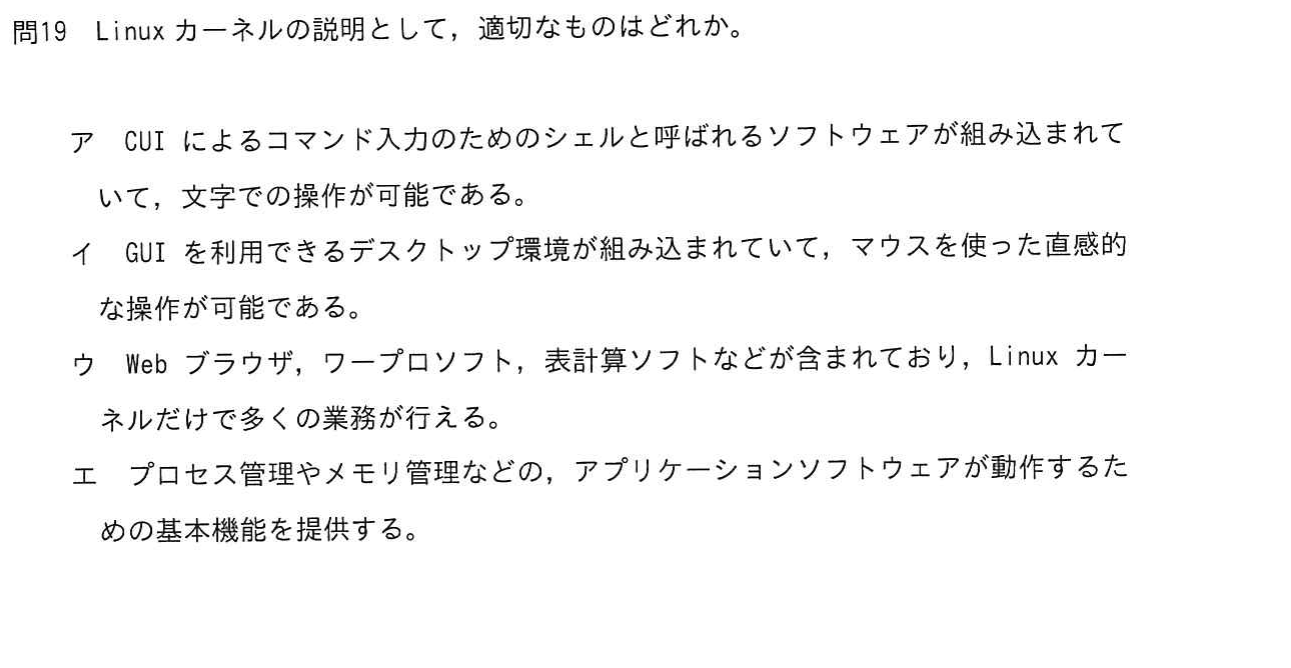 問19 Linux カーネルの説明として，適切なものはどれか。
ア CUI によるコマンド入力のためのシェルと呼ばれるソフトウェアが組み込まれて
いて，文字での操作が可能である。
イ GUI を利用できるデスクトップ環境が組み込まれていて，マウスを使った直感的
な操作が可能である。
ウ Web ブラウザ，ワープロソフト，表計算ソフトなどが含まれており，Linux カー
ネルだけで多くの業務が行える。
エ プロセス管理やメモリ管理などの，アプリケーションソフトウェアが動作するた
めの基本機能を提供する。